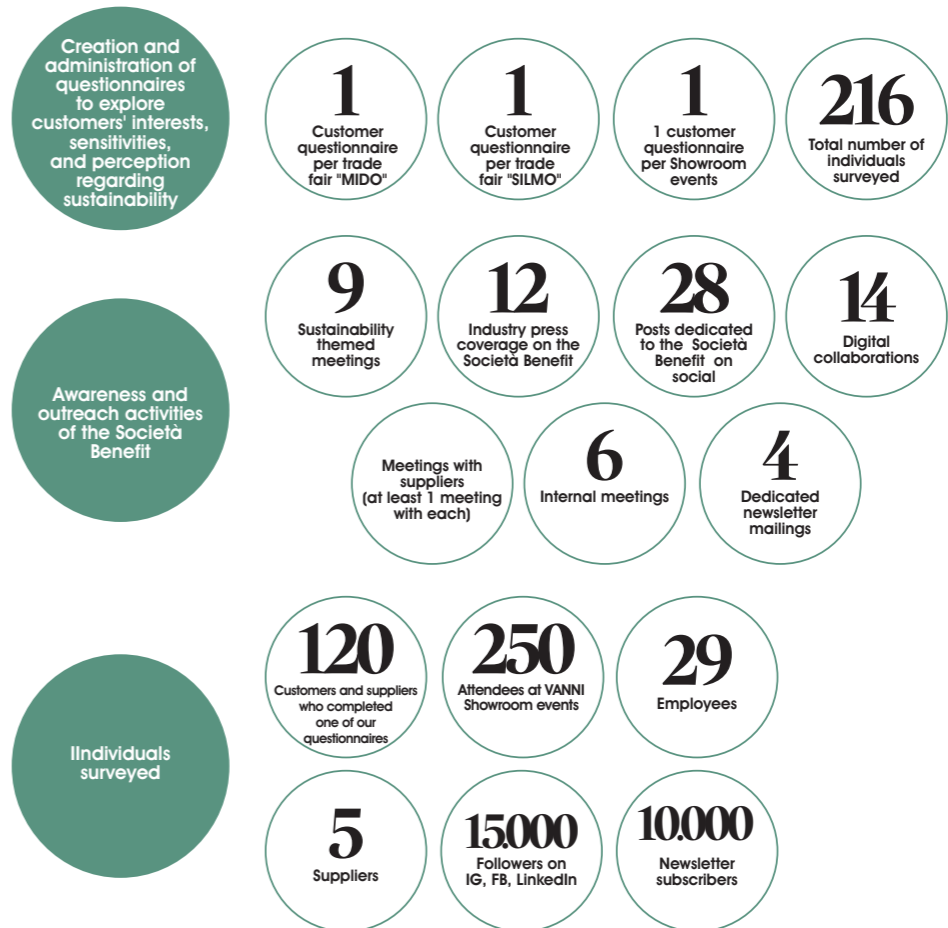 Creation and
administration of
questionnaires
to explore
customers' interests,
sensitivities,
and perception
regarding
sustainability
1
Customer
questionnaire
per trade
fair "MIDO"
1
Customer
questionnaire
per trade
fair "SILMO"
1
1 customer
questionnaire
per Showroom
events
216
Total number of
individuals
surveyed
Awareness and
outreach activities
of the Società
Benefit
9
Sustainability
themed
meetings
12
Industry press
coverage on the
Società Benefit
28
Posts dedicated
to the Società
Benefit on
social
14
Digital
collaborations
Meetings with
suppliers
(at least 1 meeting
with each)
6
Internal meetings
4
Dedicated
newsletter
mailings
IIndividuals
surveyed
120
Customers and suppliers
who completed
one of our
questionnaires
250
Attendees at VANNI
Showroom events
29
Employees
5
Suppliers
15.000
Followers on
IG, FB, LinkedIn
10.000
Newsletter
subscribers